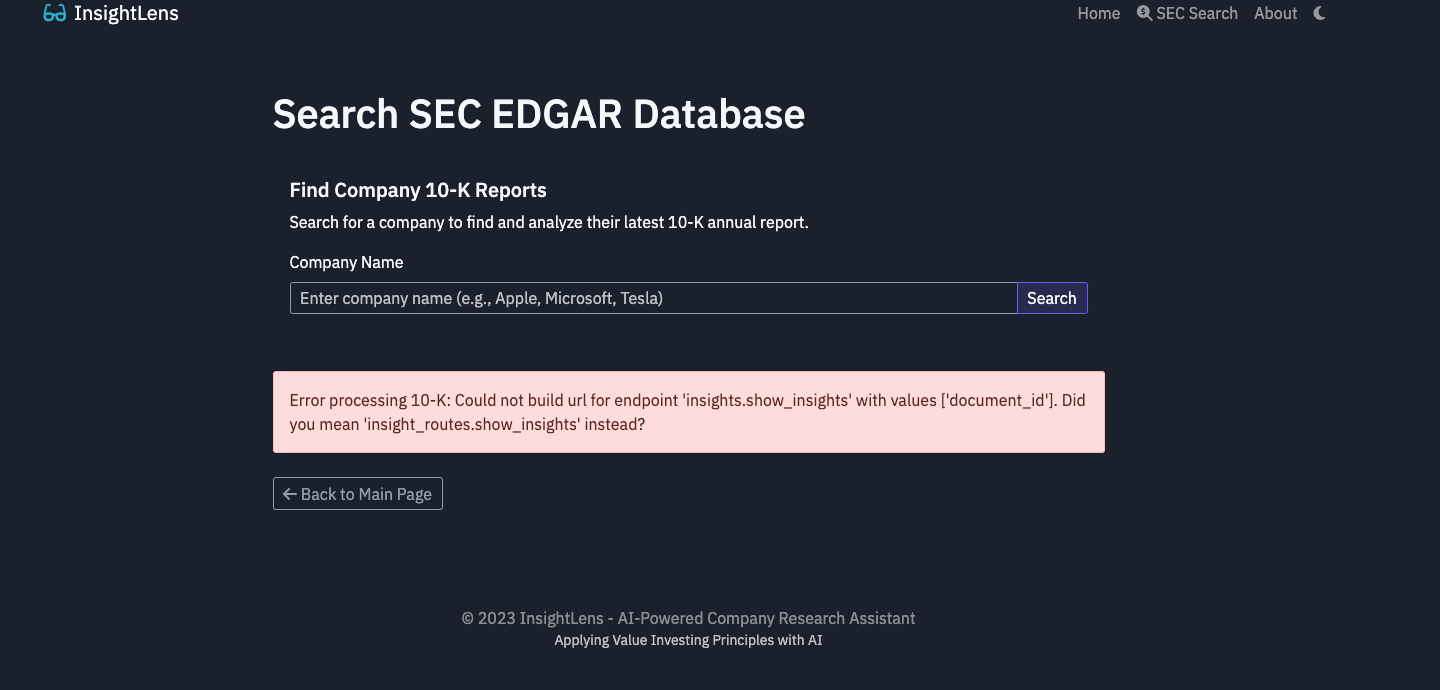 InsightLens
Home SEC Search About
Search SEC EDGAR Database
Find Company 10-K Reports
Search for a company to find and analyze their latest 10-K annual report.
Company Name
Enter company name (e.g., Apple, Microsoft, Tesla) Search
Error processing 10-K: Could not build url for endpoint 'insights.show_insights' with values ['document_id']. Did
you mean 'insight_routes.show_insights' instead?
← Back to Main Page
© 2023 InsightLens - AI-Powered Company Research Assistant
Applying Value Investing Principles with AI